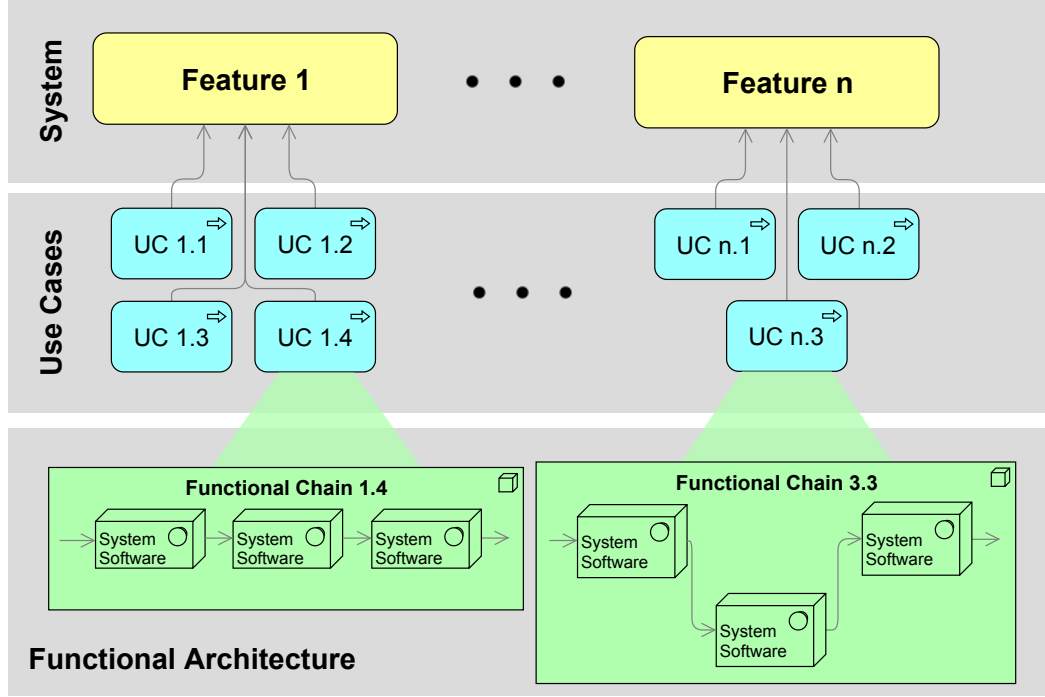 System
Feature 1
Feature n
Use Cases
UC 1.1
UC 1.2
UC n.1
UC n.2
UC 1.3
UC 1.4
UC n.3
Functional Chain 1.4
System
Software
System
Software
System
Software
Functional Chain 3.3
System
Software
System
Software
System
Software
Functional Architecture